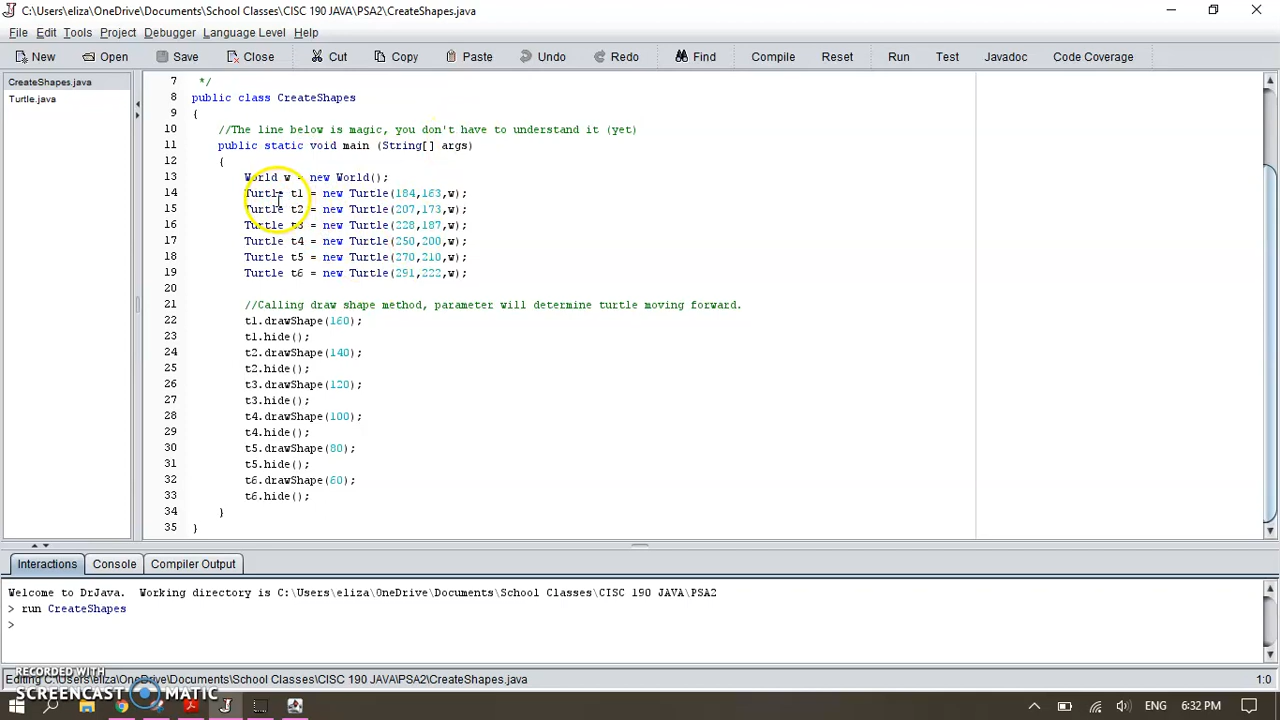 C:\Users\eliza\OneDrive\Documents\School Classes\CISC 190 JAVA\PSA2\CreateShapes.java
File Edit Tools Project Debugger Language Level Help
New Open Save Close Cut Copy Paste Undo Redo Find Compile Reset Run Test Javadoc Code Coverage
CreateShapes.java
Turtle.java
7 */
8 public class CreateShapes
9 {
10 //The line below is magic, you don't have to understand it (yet)
11 public static void main (String[] args)
12 {
13 World w = new World();
14 Turtle t1 = new Turtle(184,163,w);
15 Turtle t2 = new Turtle(207,173,w);
16 Turtle t3 = new Turtle(228,187,w);
17 Turtle t4 = new Turtle(250,200,w);
18 Turtle t5 = new Turtle(270,210,w);
19 Turtle t6 = new Turtle(291,222,w);
20
21 //Calling draw shape method, parameter will determine turtle moving forward.
22 t1.drawShape(160);
23 t1.hide();
24 t2.drawShape(140);
25 t2.hide();
26 t3.drawShape(120);
27 t3.hide();
28 t4.drawShape(100);
29 t4.hide();
30 t5.drawShape(80);
31 t5.hide();
32 t6.drawShape(60);
33 t6.hide();
34 }
35 }
Interactions Console Compiler Output
Welcome to DrJava. Working directory is C:\Users\eliza\OneDrive\Documents\School Classes\CISC 190 JAVA\PSA2
> run CreateShapes
>
RECORDED WITH
SCREENCAST MATIC
Editing C:\Users\eliza\OneDrive\Documents\School Classes\CISC 190 JAVA\PSA2\CreateShapes.java 1:0
ENG 6:32 PM